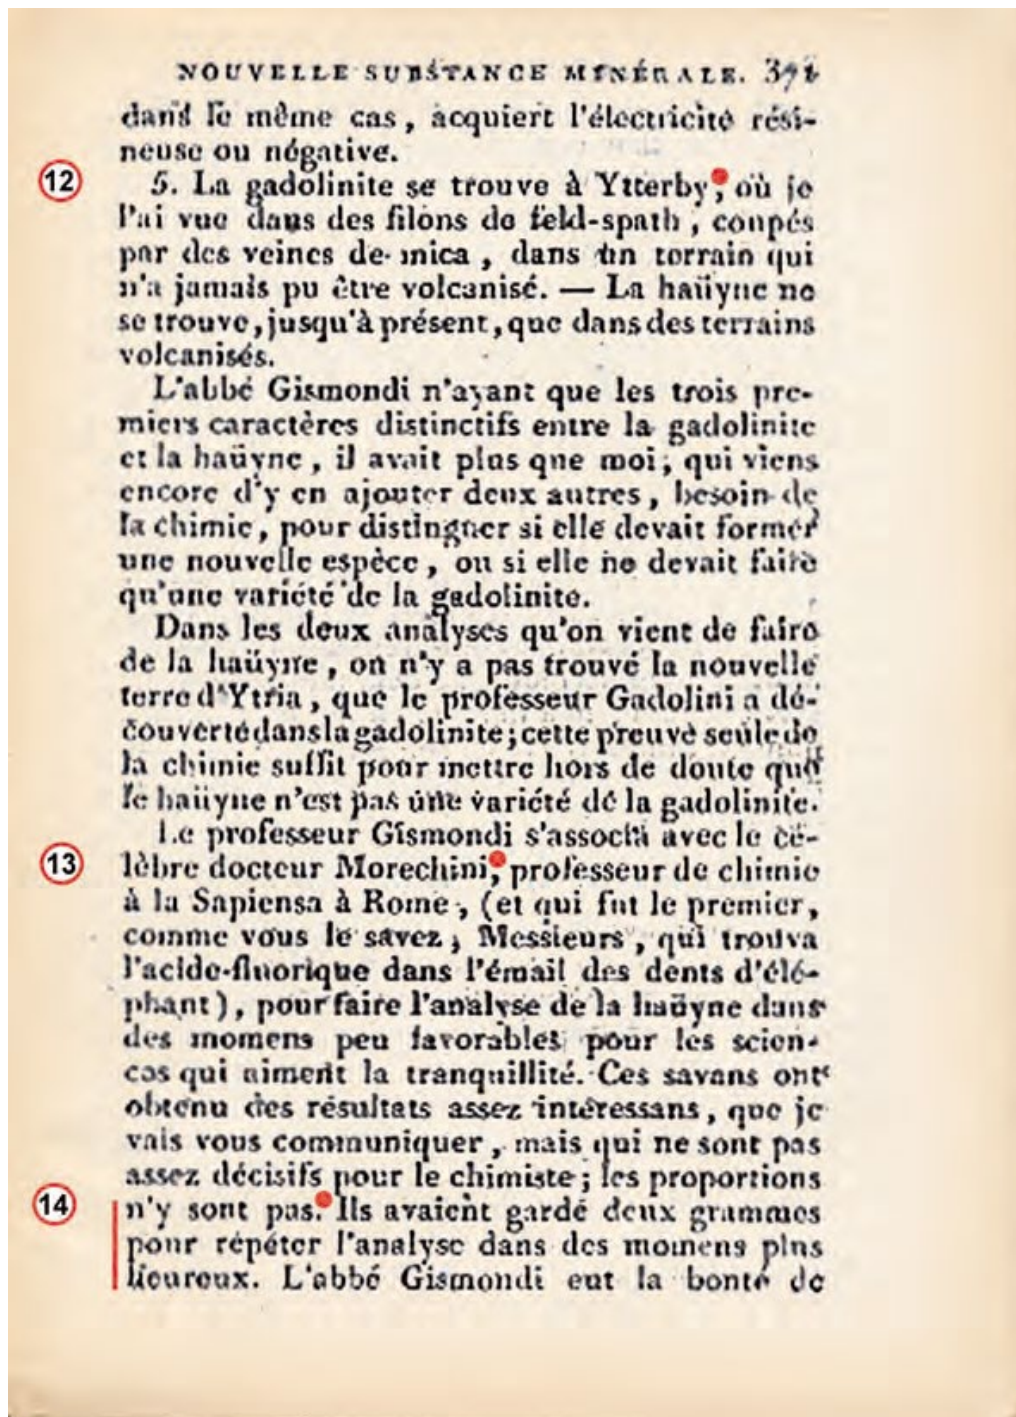 NOUVELLE SUBSTANCE MINÉRALE. 371
dans le même cas, acquiert l'électricité rési-
neuse ou négative.
12
5. La gadolinite se trouve à Ytterby, où je
l'ai vue dans des filons de feld-spath, coupés
par des veines de mica, dans un terrain qui
n'a jamais pu être volcanisé. — La haüyne ne
se trouve, jusqu'à présent, que dans des terrains
volcanisés.
L'abbé Gismondi n'ayant que les trois pre-
miers caractères distinctifs entre la gadolinite
et la haüyne, il avait plus que moi, qui viens
encore d'y en ajouter deux autres, besoin de
la chimie, pour distinguer si elle devait former
une nouvelle espèce, ou si elle ne devait faire
qu'une variété de la gadolinite.
Dans les deux analyses qu'on vient de faire
de la haüyne, on n'y a pas trouvé la nouvelle
terre d'Ytria, que le professeur Gadolini a dé-
couverte dans la gadolinite; cette preuve seule de
la chimie suffit pour mettre hors de doute que
le haüyne n'est pas une variété de la gadolinite.
Le professeur Gismondi s'associa avec le cé-
13
lèbre docteur Morechini, professeur de chimie
à la Sapiensa à Rome, (et qui fut le premier,
comme vous le savez, Messieurs, qui trouva
l'acide-fluorique dans l'émail des dents d'élé-
phant), pour faire l'analyse de la haüyne dans
des momens peu favorables pour les scien-
ces qui aiment la tranquillité. Ces savans ont
obtenu des résultats assez intéressans, que je
vais vous communiquer, mais qui ne sont pas
assez décisifs pour le chimiste; les proportions
14
n'y sont pas. Ils avaient gardé deux grammes
pour répéter l'analyse dans des momens plus
heureux. L'abbé Gismondi eut la bonté de